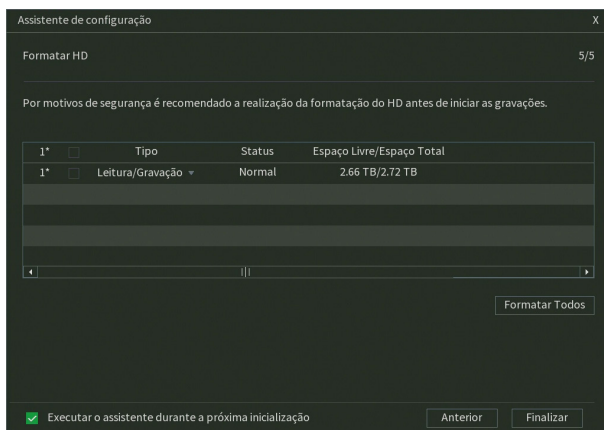 Assistente de configuração X
Formatar HD 5/5
Por motivos de segurança é recomendado a realização da formatação do HD antes de iniciar as gravações.
1* Tipo Status Espaço Livre/Espaço Total
1* Leitura/Gravação Normal 2.66 TB/2.72 TB
Formatar Todos
Executar o assistente durante a próxima inicialização Anterior Finalizar